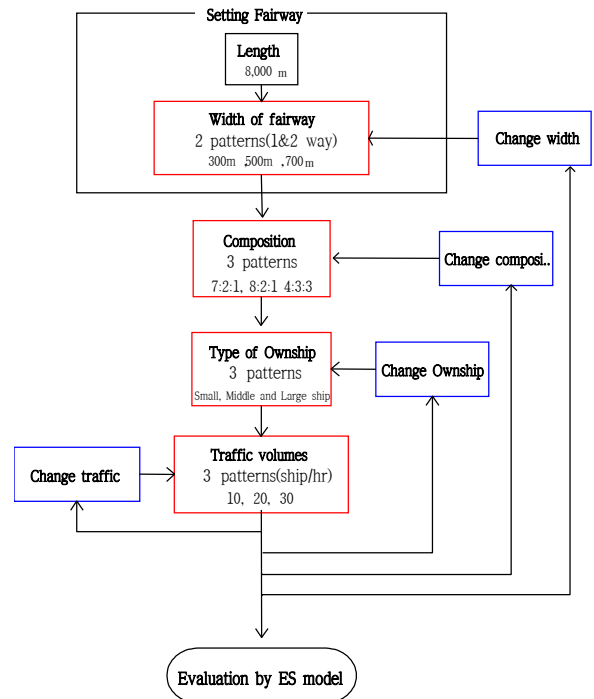 Setting Fairway
Length
8,000 m
Width of fairway
2 patterns(1&2 way)
300m ,500m ,700m
Change width
Composition
3 patterns
7:2:1, 8:2:1 4:3:3
Change composi..
Type of Ownship
3 patterns
Small, Middle and Large ship
Change Ownship
Traffic volumes
3 patterns(ship/hr)
10, 20, 30
Change traffic
Evaluation by ES model